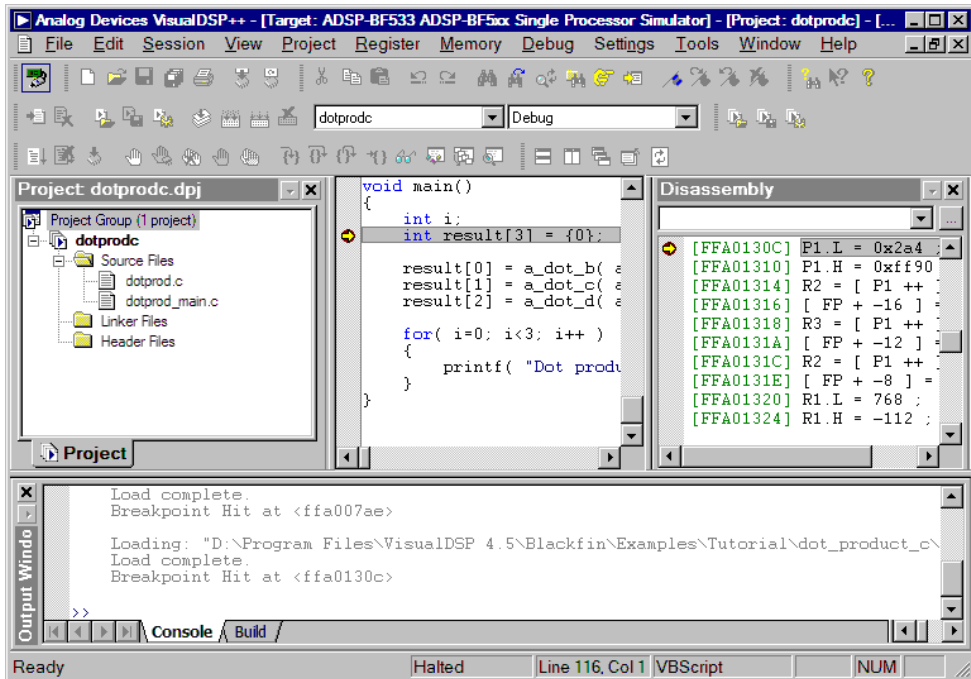 Analog Devices VisualDSP++ - [Target: ADSP-BF533 ADSP-BF5xx Single Processor Simulator] - [Project: dotprodc] - [...
File Edit Session View Project Register Memory Debug Settings Tools Window Help
dotprodc Debug
Project: dotprodc.dpj
Project Group (1 project)
dotprodc
Source Files
dotprod.c
dotprod_main.c
Linker Files
Header Files
Project
void main()
{
int i;
int result[3] = {0};
result[0] = a_dot_b( a
result[1] = a_dot_c( a
result[2] = a_dot_d( a
for( i=0; i<3; i++ )
{
printf( "Dot produ
}
}
Disassembly
...
[FFA0130C] P1.L = 0x2a4 ;
[FFA01310] P1.H = 0xff90
[FFA01314] R2 = [ P1 ++ ]
[FFA01316] [ FP + -16 ] =
[FFA01318] R3 = [ P1 ++ ]
[FFA0131A] [ FP + -12 ] =
[FFA0131C] R2 = [ P1 ++ ]
[FFA0131E] [ FP + -8 ] =
[FFA01320] R1.L = 768 ;
[FFA01324] R1.H = -112 ;
Output Windo
Load complete.
Breakpoint Hit at <ffa007ae>
Loading: "D:\Program Files\VisualDSP 4.5\Blackfin\Examples\Tutorial\dot_product_c\
Load complete.
Breakpoint Hit at <ffa0130c>
>>
Console Build
Ready Halted Line 116, Col 1 VBScript NUM